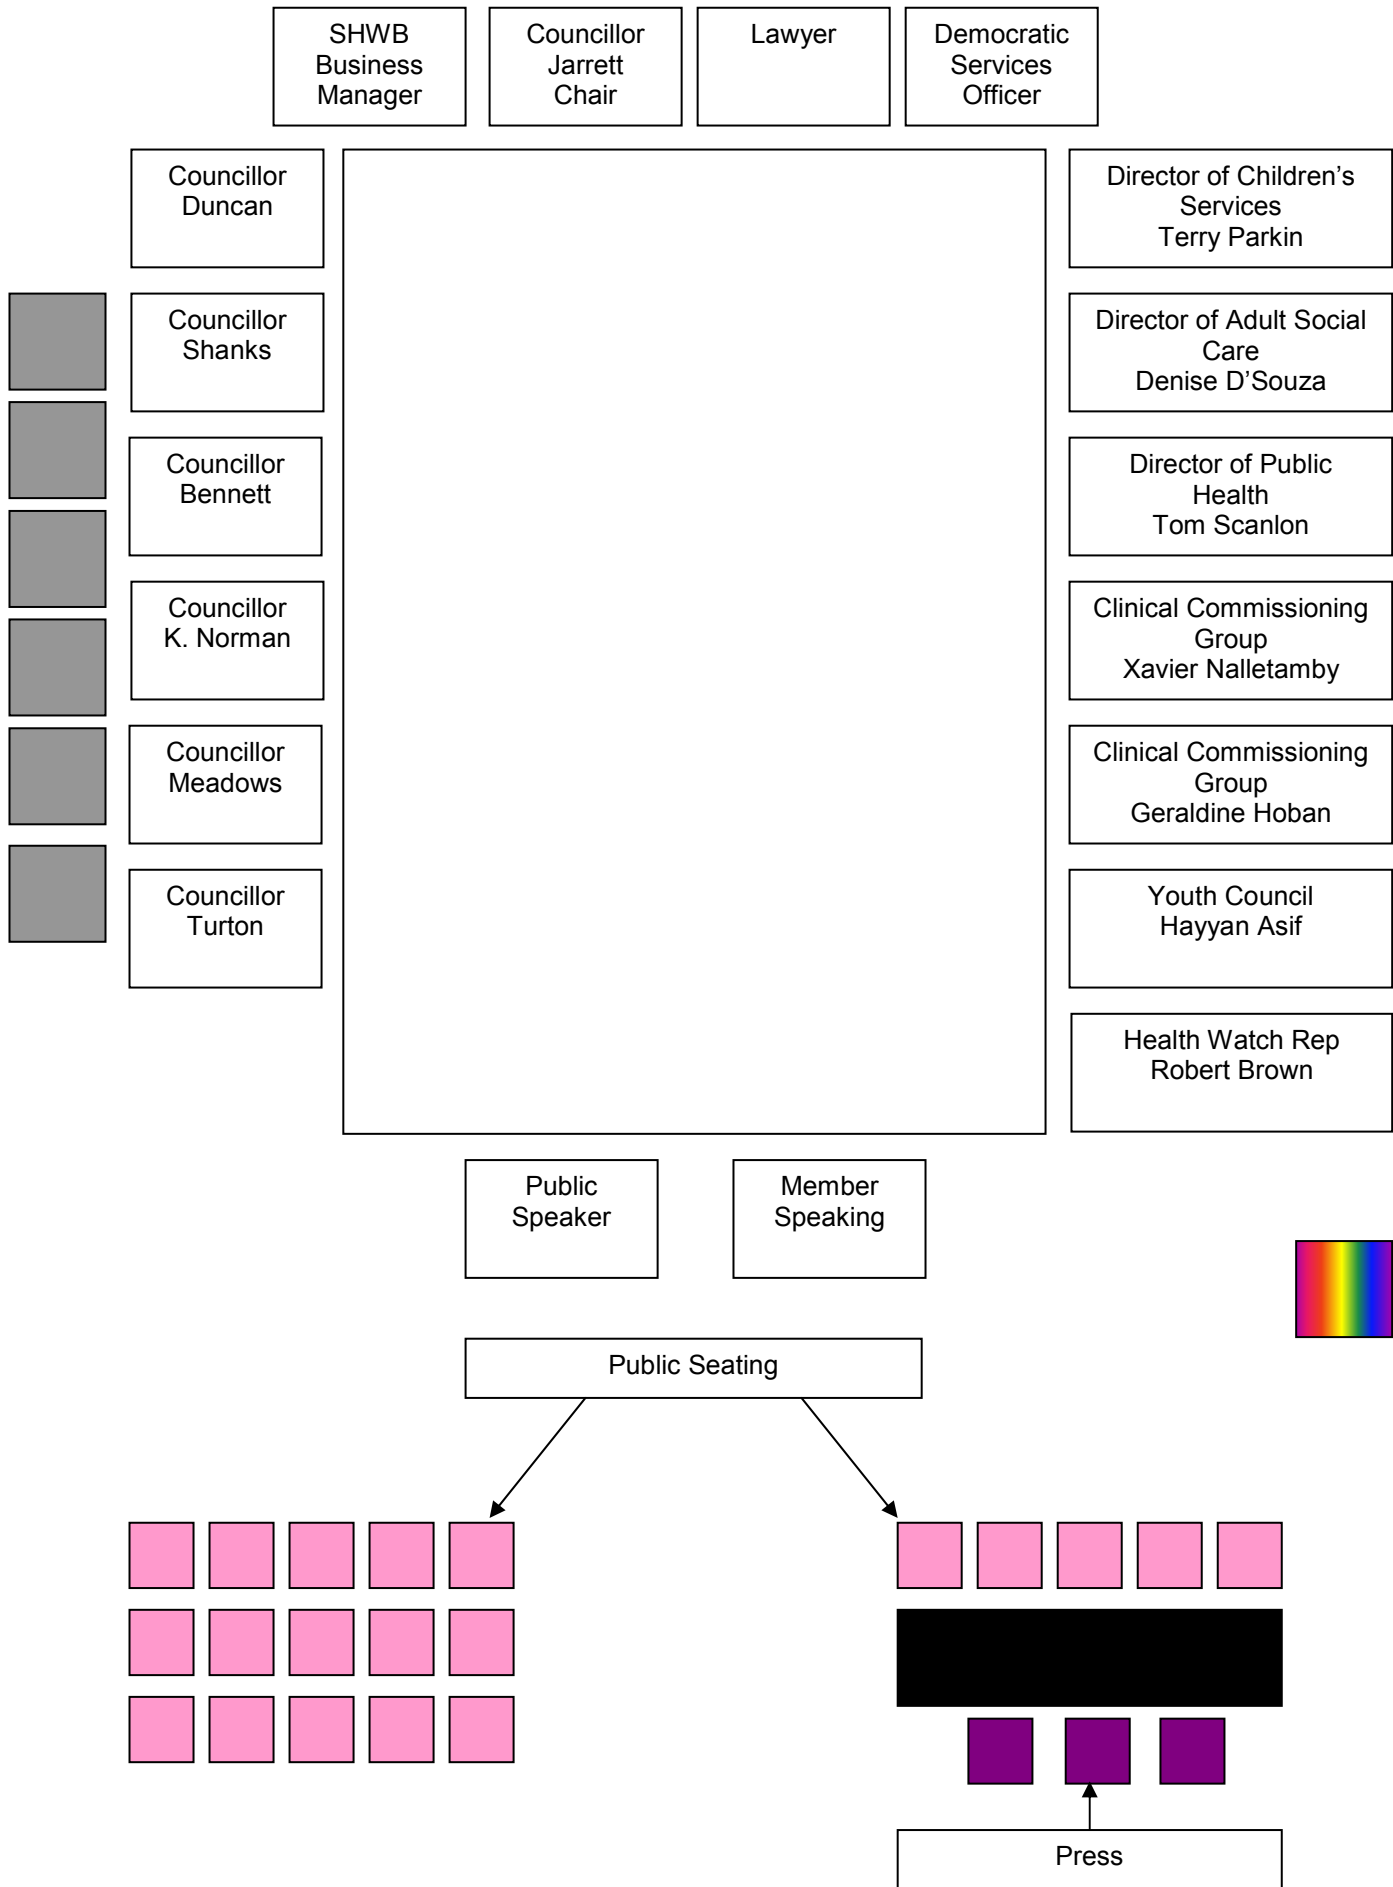 SHWB
Business
Manager
Councillor
Jarrett
Chair
Lawyer
Democratic
Services
Officer
Councillor
Duncan
Director of Children’s
Services
Terry Parkin
Councillor
Shanks
Director of Adult Social
Care
Denise D’Souza
Councillor
Bennett
Director of Public
Health
Tom Scanlon
Councillor
K. Norman
Clinical Commissioning
Group
Xavier Nalletamby
Councillor
Meadows
Clinical Commissioning
Group
Geraldine Hoban
Councillor
Turton
Youth Council
Hayyan Asif
Health Watch Rep
Robert Brown
Public
Speaker
Member
Speaking
Public Seating
Press